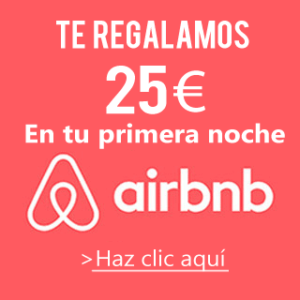 TE REGALAMOS
25€
En tu primera noche
airbnb
>Haz clic aquí